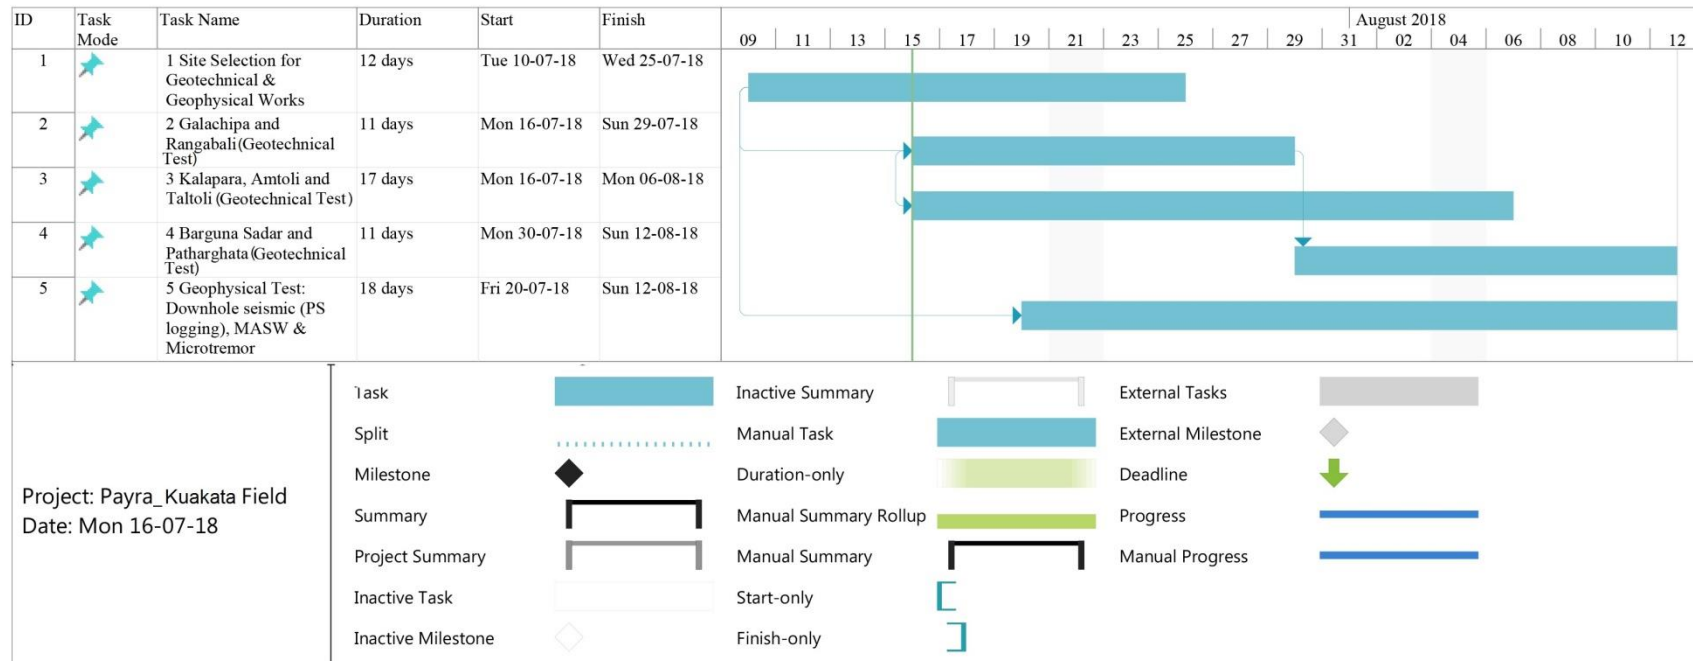 ID Task Mode Task Name Duration Start Finish
August 2018
09 11 13 15 17 19 21 23 25 27 29 31 02 04 06 08 10 12
1 1 Site Selection for 12 days Tue 10-07-18 Wed 25-07-18
Geotechnical &
Geophysical Works
2 2 Galachipa and 11 days Mon 16-07-18 Sun 29-07-18
Rangabali(Geotechnical
Test)
3 3 Kalapara, Amtoli and 17 days Mon 16-07-18 Mon 06-08-18
Taltoli (Geotechnical Test)
4 4 Barguna Sadar and 11 days Mon 30-07-18 Sun 12-08-18
Patharghata (Geotechnical
Test)
5 5 Geophysical Test: 18 days Fri 20-07-18 Sun 12-08-18
Downhole seismic (PS
logging), MASW &
Microtremor
Project: Payra_Kuakata Field
Date: Mon 16-07-18
Task
Split
Milestone
Summary
Project Summary
Inactive Task
Inactive Milestone
Inactive Summary
Manual Task
Duration-only
Manual Summary Rollup
Manual Summary
Start-only
Finish-only
External Tasks
External Milestone
Deadline
Progress
Manual Progress